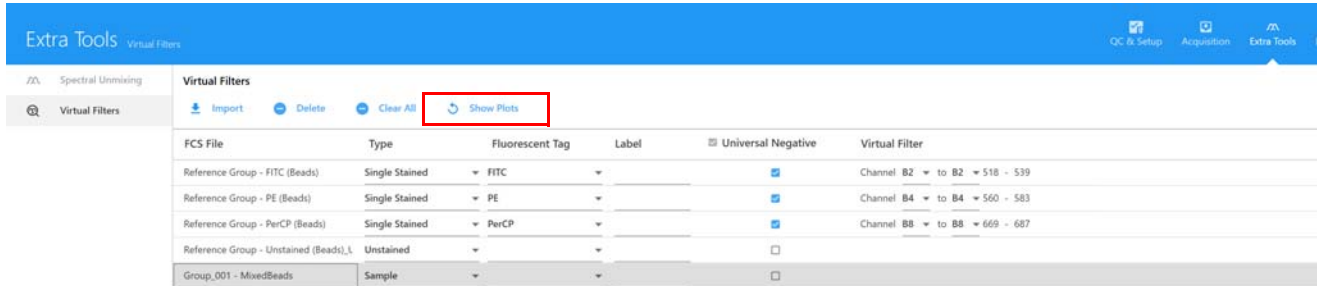 Extra Tools Virtual Filters
QC & Setup Acquisition Extra Tools
Spectral Unmixing
Virtual Filters
Virtual Filters
Import Delete Clear All Show Plots
FCS File Type Fluorescent Tag Label Universal Negative Virtual Filter
Reference Group - FITC (Beads) Single Stained FITC Channel B2 to B2 518 - 539
Reference Group - PE (Beads) Single Stained PE Channel B4 to B4 560 - 583
Reference Group - PerCP (Beads) Single Stained PerCP Channel B8 to B8 669 - 687
Reference Group - Unstained (Beads)_U Unstained
Group_001 - MixedBeads Sample